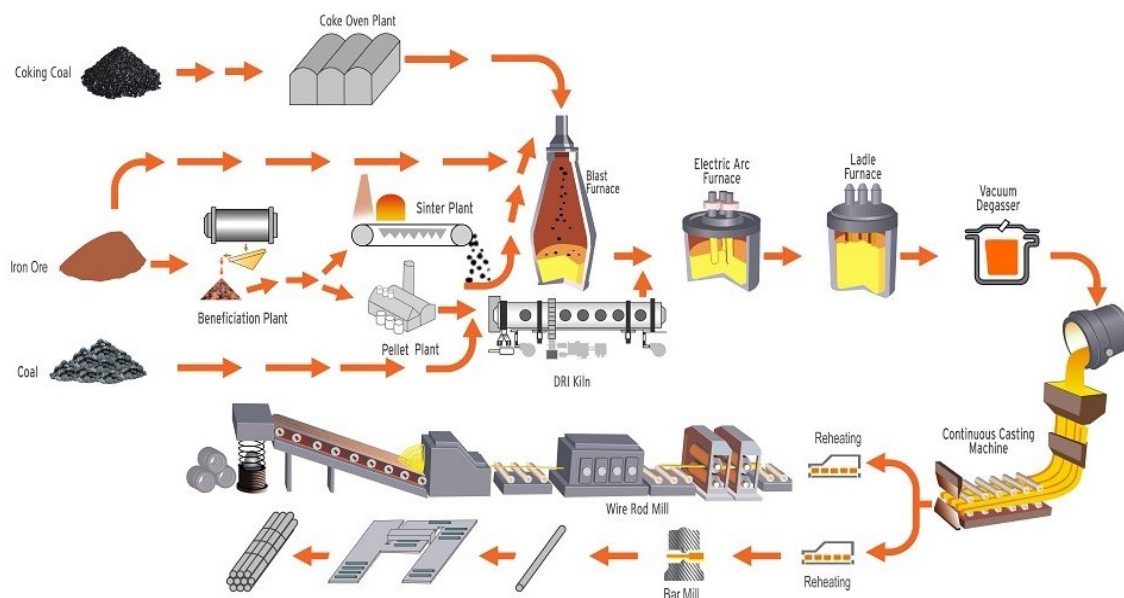 Coke Oven Plant
Coking Coal
Blast
Furnace
Electric Arc
Furnace
Ladle
Furnace
Vacuum
Degasser
Sinter Plant
Iron Ore
Beneficiation Plant
Pellet Plant
Coal
DRI Kiln
Continuous Casting
Machine
Reheating
Wire Rod Mill
Reheating
Bar Mill